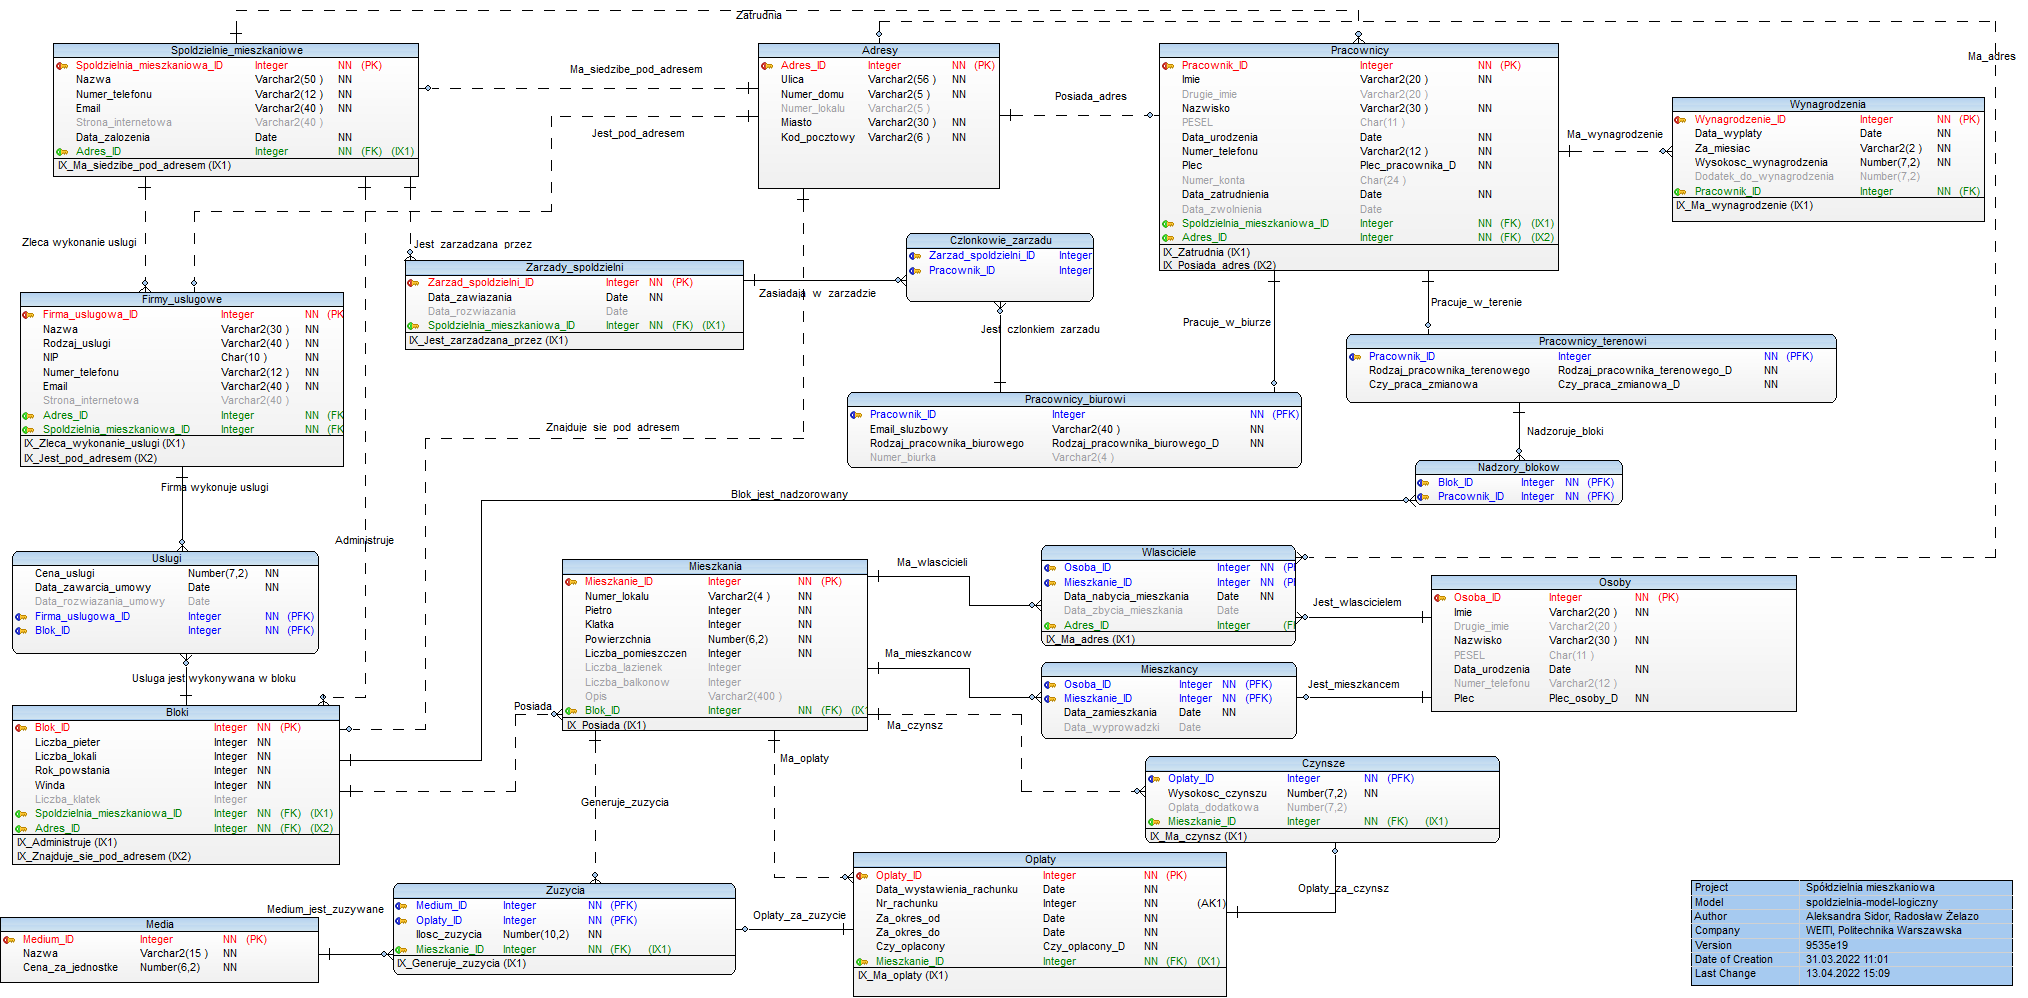 Zatrudnia
Ma_adres
Spoldzielnie_mieszkaniowe
Spoldzielnia_mieszkaniowa_ID Integer NN (PK)
Nazwa Varchar2(50 ) NN
Numer_telefonu Varchar2(12 ) NN
Email Varchar2(40 ) NN
Strona_internetowa Varchar2(40 )
Data_zalozenia Date NN
Adres_ID Integer NN (FK) (IX1)
IX_Ma_siedzibe_pod_adresem (IX1)
Ma_siedzibe_pod_adresem
Jest_pod_adresem
Adresy
Adres_ID Integer NN (PK)
Ulica Varchar2(56 ) NN
Numer_domu Varchar2(5 ) NN
Numer_lokalu Varchar2(5 )
Miasto Varchar2(30 ) NN
Kod_pocztowy Varchar2(6 ) NN
Posiada_adres
Pracownicy
Pracownik_ID Integer NN (PK)
Imie Varchar2(20 ) NN
Drugie_imie Varchar2(20 )
Nazwisko Varchar2(30 ) NN
PESEL Char(11 )
Data_urodzenia Date NN
Numer_telefonu Varchar2(12 ) NN
Plec Plec_pracownika_D NN
Numer_konta Char(24 )
Data_zatrudnienia Date NN
Data_zwolnienia Date
Spoldzielnia_mieszkaniowa_ID Integer NN (FK) (IX1)
Adres_ID Integer NN (FK) (IX2)
IX_Zatrudnia (IX1)
IX_Posiada_adres (IX2)
Ma_wynagrodzenie
Wynagrodzenia
Wynagrodzenie_ID Integer NN (PK)
Data_wyplaty Date NN
Za_miesiac Varchar2(2 ) NN
Wysokosc_wynagrodzenia Number(7,2) NN
Dodatek_do_wynagrodzenia Number(7,2)
Pracownik_ID Integer NN (FK)
IX_Ma_wynagrodzenie (IX1)
Zleca wykonanie uslugi
Jest zarzadzana przez
Zarzady_spoldzielni
Zarzad_spoldzielni_ID Integer NN (PK)
Data_zawiazania Date NN
Data_rozwiazania Date
Spoldzielnia_mieszkaniowa_ID Integer NN (FK) (IX1)
IX_Jest_zarzadzana_przez (IX1)
Zasiadaja w zarzadzie
Czlonkowie_zarzadu
Zarzad_spoldzielni_ID Integer
Pracownik_ID Integer
Jest czlonkiem zarzadu
Pracuje_w_biurze
Pracuje_w_terenie
Firmy_uslugowe
Firma_uslugowa_ID Integer NN (PK
Nazwa Varchar2(30 ) NN
Rodzaj_uslugi Varchar2(40 ) NN
NIP Char(10 ) NN
Numer_telefonu Varchar2(12 ) NN
Email Varchar2(40 ) NN
Strona_internetowa Varchar2(40 )
Adres_ID Integer NN (FK
Spoldzielnia_mieszkaniowa_ID Integer NN (FK
IX_Zleca_wykonanie_uslugi (IX1)
IX_Jest_pod_adresem (IX2)
Pracownicy_terenowi
Pracownik_ID Integer NN (PFK)
Rodzaj_pracownika_terenowego Rodzaj_pracownika_terenowego_D NN
Czy_praca_zmianowa Czy_praca_zmianowa_D NN
Pracownicy_biurowi
Pracownik_ID Integer NN (PFK)
Email_sluzbowy Varchar2(40 ) NN
Rodzaj_pracownika_biurowego Rodzaj_pracownika_biurowego_D NN
Numer_biurka Varchar2(4 )
Znajduje sie pod adresem
Nadzoruje_bloki
Nadzory_blokow
Blok_ID Integer NN (PFK)
Pracownik_ID Integer NN (PFK)
Blok_jest_nadzorowany
Firma wykonuje uslugi
Administruje
Uslugi
Cena_uslugi Number(7,2) NN
Data_zawarcia_umowy Date NN
Data_rozwiazania_umowy Date
Firma_uslugowa_ID Integer NN (PFK)
Blok_ID Integer NN (PFK)
Usluga jest wykonywana w bloku
Mieszkania
Mieszkanie_ID Integer NN (PK)
Numer_lokalu Varchar2(4 ) NN
Pietro Integer NN
Klatka Integer NN
Powierzchnia Number(6,2) NN
Liczba_pomieszczen Integer NN
Liczba_lazienek Integer
Liczba_balkonow Integer
Opis Varchar2(400 )
Blok_ID Integer NN (FK) (IX
IX_Posiada (IX1)
Ma_wlascicieli
Ma_mieszkancow
Ma_czynsz
Wlasciciele
Osoba_ID Integer NN (P
Mieszkanie_ID Integer NN (P
Data_nabycia_mieszkania Date NN
Data_zbycia_mieszkania Date
Adres_ID Integer (F
IX_Ma_adres (IX1)
Jest_wlascicielem
Osoby
Osoba_ID Integer NN (PK)
Imie Varchar2(20 ) NN
Drugie_imie Varchar2(20 )
Nazwisko Varchar2(30 ) NN
PESEL Char(11 )
Data_urodzenia Date NN
Numer_telefonu Varchar2(12 )
Plec Plec_osoby_D NN
Mieszkancy
Osoba_ID Integer NN (PFK)
Mieszkanie_ID Integer NN (PFK)
Data_zamieszkania Date NN
Data_wyprowadzki Date
Jest_mieszkancem
Posiada
Bloki
Blok_ID Integer NN (PK)
Liczba_pieter Integer NN
Liczba_lokali Integer NN
Rok_powstania Integer NN
Winda Integer NN
Liczba_klatek Integer
Spoldzielnia_mieszkaniowa_ID Integer NN (FK) (IX1)
Adres_ID Integer NN (FK) (IX2)
IX_Administruje (IX1)
IX_Znajduje_sie_pod_adresem (IX2)
Generuje_zuzycia
Ma_oplaty
Czynsze
Oplaty_ID Integer NN (PFK)
Wysokosc_czynszu Number(7,2) NN
Oplata_dodatkowa Number(7,2)
Mieszkanie_ID Integer NN (FK) (IX1)
IX_Ma_czynsz (IX1)
Oplaty_za_czynsz
Oplaty
Oplaty_ID Integer NN (PK)
Data_wystawienia_rachunku Date NN
Nr_rachunku Integer NN (AK1)
Za_okres_od Date NN
Za_okres_do Date NN
Czy_oplacony Czy_oplacony_D NN
Mieszkanie_ID Integer NN (FK) (IX1)
IX_Ma_oplaty (IX1)
Oplaty_za_zuzycie
Zuzycia
Medium_ID Integer NN (PFK)
Oplaty_ID Integer NN (PFK)
Ilosc_zuzycia Number(10,2) NN
Mieszkanie_ID Integer NN (FK) (IX1)
IX_Generuje_zuzycia (IX1)
Medium_jest_zuzywane
Media
Medium_ID Integer NN (PK)
Nazwa Varchar2(15 ) NN
Cena_za_jednostke Number(6,2) NN
Project Spółdzielnia mieszkaniowa
Model spoldzielnia-model-logiczny
Author Aleksandra Sidor, Radosław Żelazo
Company WEiTI, Politechnika Warszawska
Version 9535e19
Date of Creation 31.03.2022 11:01
Last Change 13.04.2022 15:09